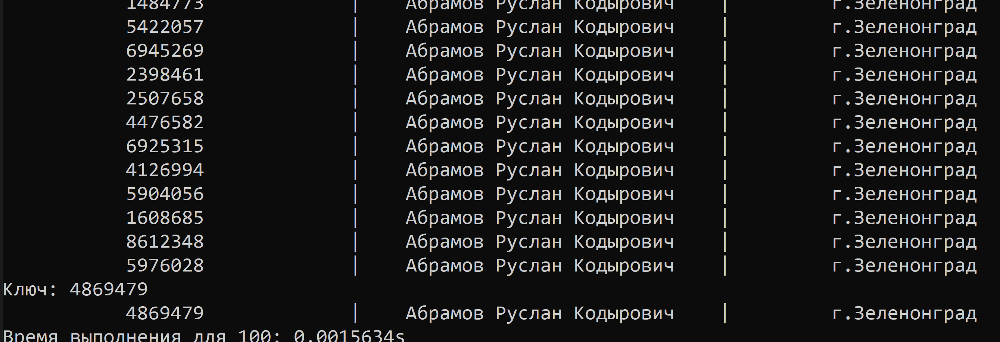 1484773 | Абрамов Руслан Кодырович | г.Зеленонград
5422057 | Абрамов Руслан Кодырович | г.Зеленонград
6945269 | Абрамов Руслан Кодырович | г.Зеленонград
2398461 | Абрамов Руслан Кодырович | г.Зеленонград
2507658 | Абрамов Руслан Кодырович | г.Зеленонград
4476582 | Абрамов Руслан Кодырович | г.Зеленонград
6925315 | Абрамов Руслан Кодырович | г.Зеленонград
4126994 | Абрамов Руслан Кодырович | г.Зеленонград
5904056 | Абрамов Руслан Кодырович | г.Зеленонград
1608685 | Абрамов Руслан Кодырович | г.Зеленонград
8612348 | Абрамов Руслан Кодырович | г.Зеленонград
5976028 | Абрамов Руслан Кодырович | г.Зеленонград
Ключ: 4869479
4869479 | Абрамов Руслан Кодырович | г.Зеленонград
Время выполнения для 100: 0.0015634s